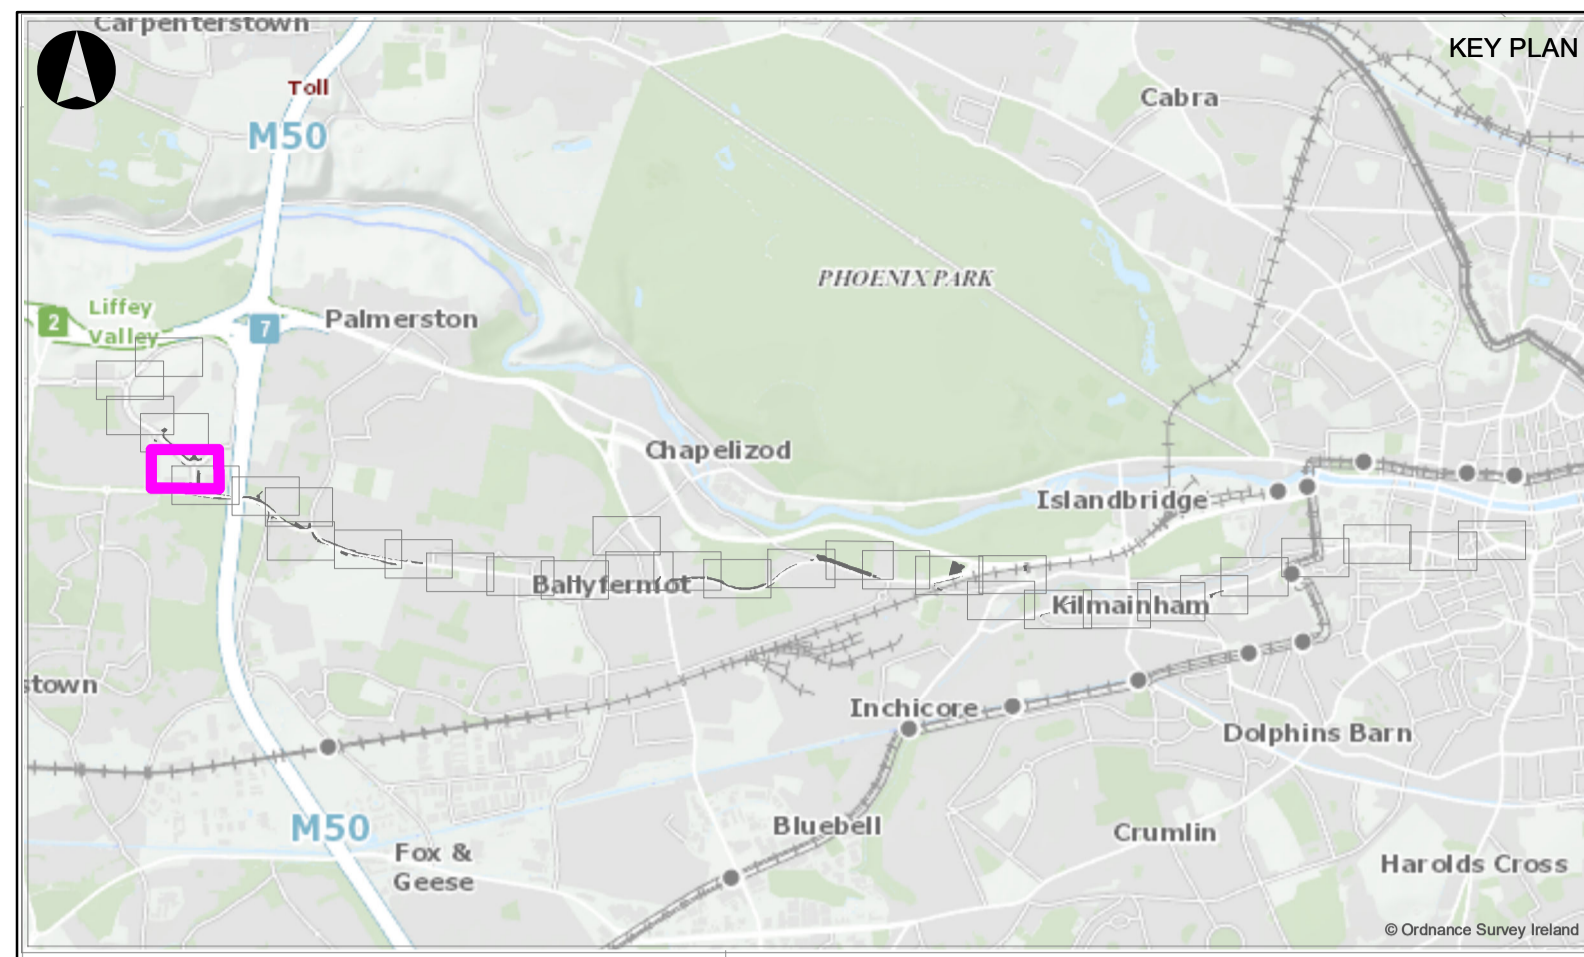 Carpenterstown
KEY PLAN
Toll
Cabra
M50
PHOENIX PARK
Liffey
Valley
2
7
Palmerston
Chapelizod
Islandbridge
Ballyfermot
Kilmainham
stown
Inchicore
Dolphins Barn
M50
Bluebell
Crumlin
Fox &
Geese
Harolds Cross
© Ordnance Survey Ireland